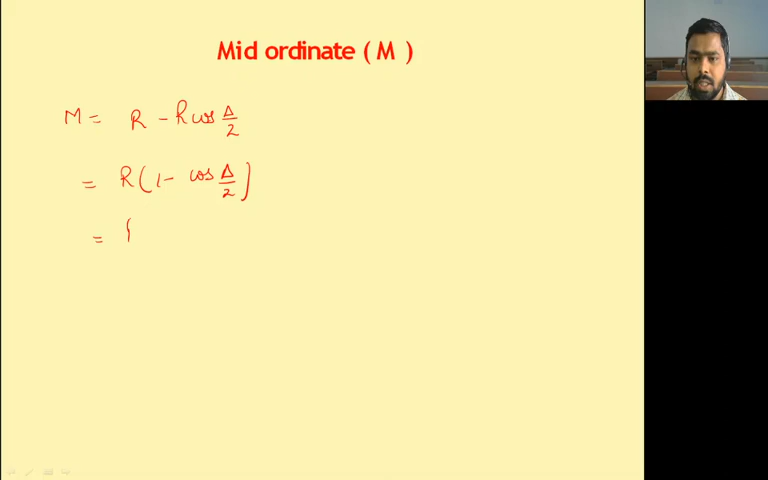 Mid ordinate ( M )
M = R - R cos Δ/2
= R ( 1 - cos Δ/2 )
=